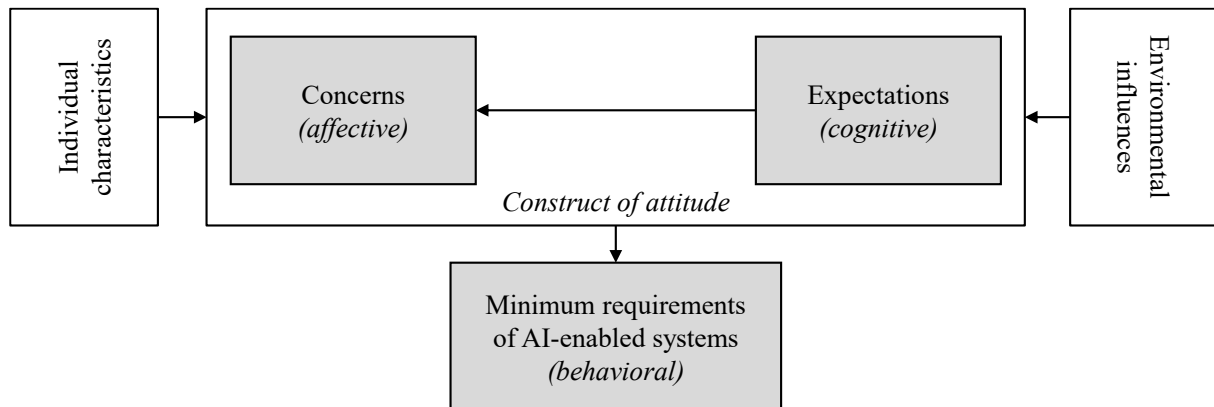 Individual
characteristics
Concerns
(affective)
Expectations
(cognitive)
Construct of attitude
Environmental
influences
Minimum requirements
of AI-enabled systems
(behavioral)